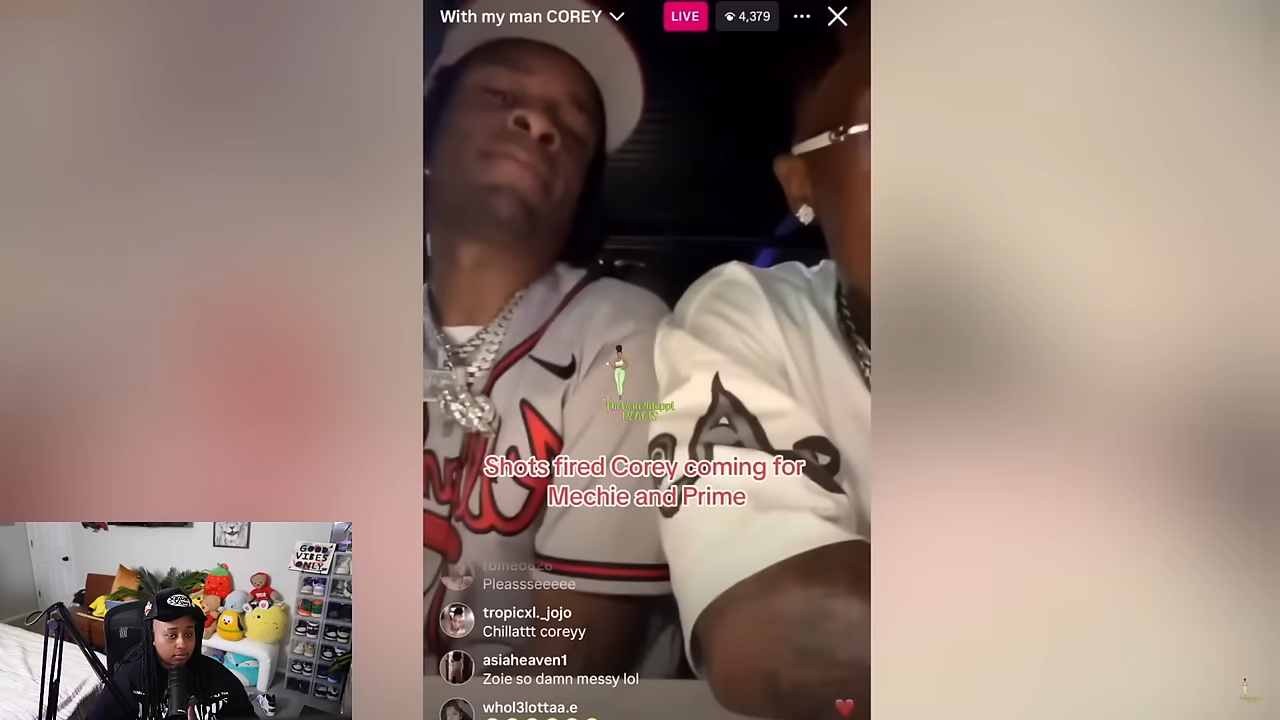 With my man COREY
LIVE
4,379
Shots fired Corey coming for
Mechie and Prime
Pleassseeeee
tropicxl._jojo
Chillattt coreyy
asiaheaven1
Zoie so damn messy lol
whol3lottaa.e
GOOD
VIBES
ONLY